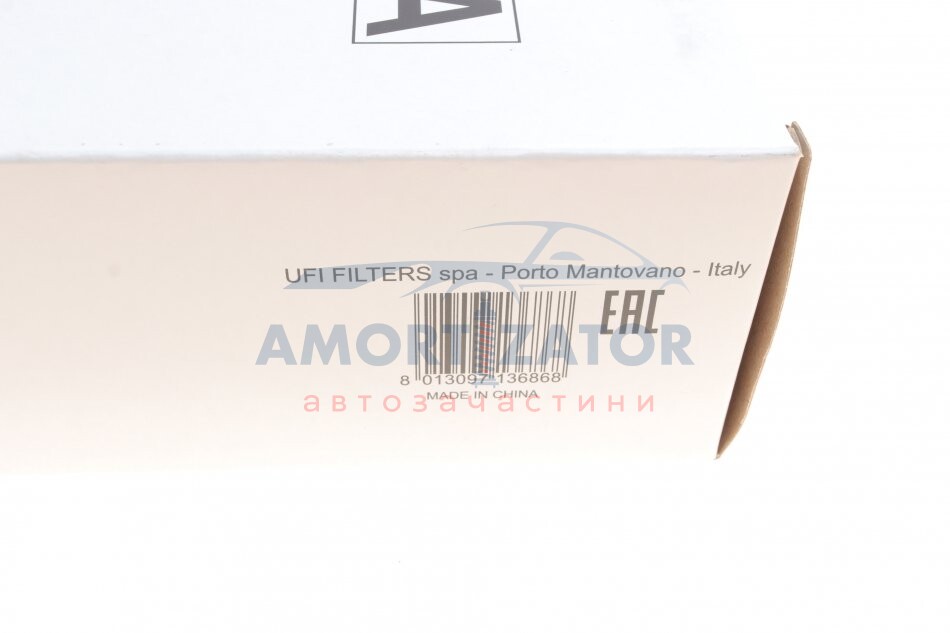 A
UFI FILTERS spa - Porto Mantovano - Italy
EAC
AMORTIZATOR
8 013097 136868
MADE IN CHINA
автозачастини